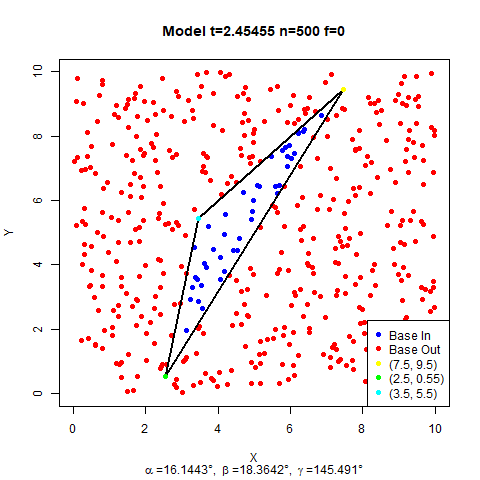 Model t=2.45455 n=500 f=0
10
8
6
4
2
0
Y
Base In
Base Out
(7.5, 9.5)
(2.5, 0.55)
(3.5, 5.5)
0 2 4 6 8 10
X
α=16.1443°, β=18.3642°, γ=145.491°